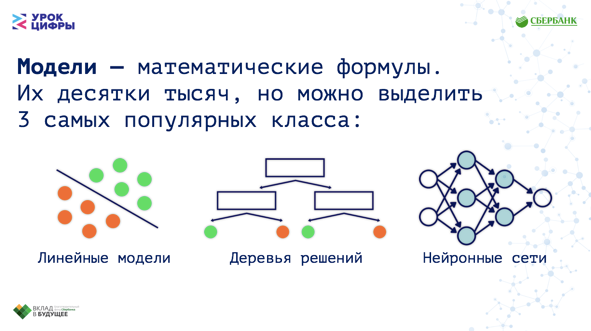 УРОК
ЦИФРЫ
СБЕРБАНК
Модели — математические формулы.
Их десятки тысяч, но можно выделить
3 самых популярных класса:
Линейные модели
Деревья решений
Нейронные сети
ВКЛАД
В БУДУЩЕЕ